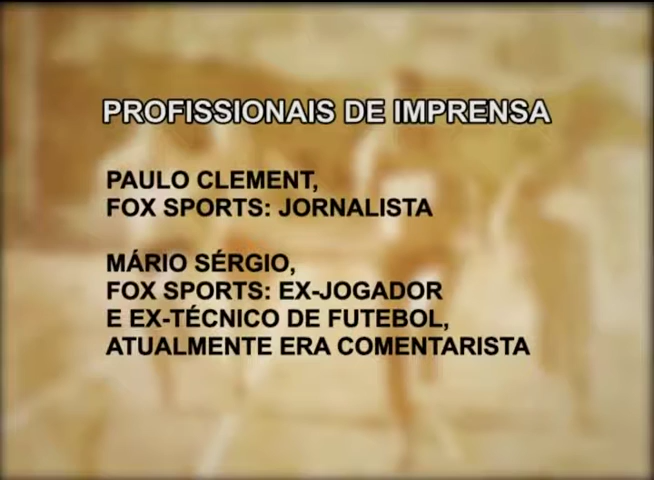 PROFISSIONAIS DE IMPRENSA
PAULO CLEMENT,
FOX SPORTS: JORNALISTA
MÁRIO SÉRGIO,
FOX SPORTS: EX-JOGADOR
E EX-TÉCNICO DE FUTEBOL,
ATUALMENTE ERA COMENTARISTA